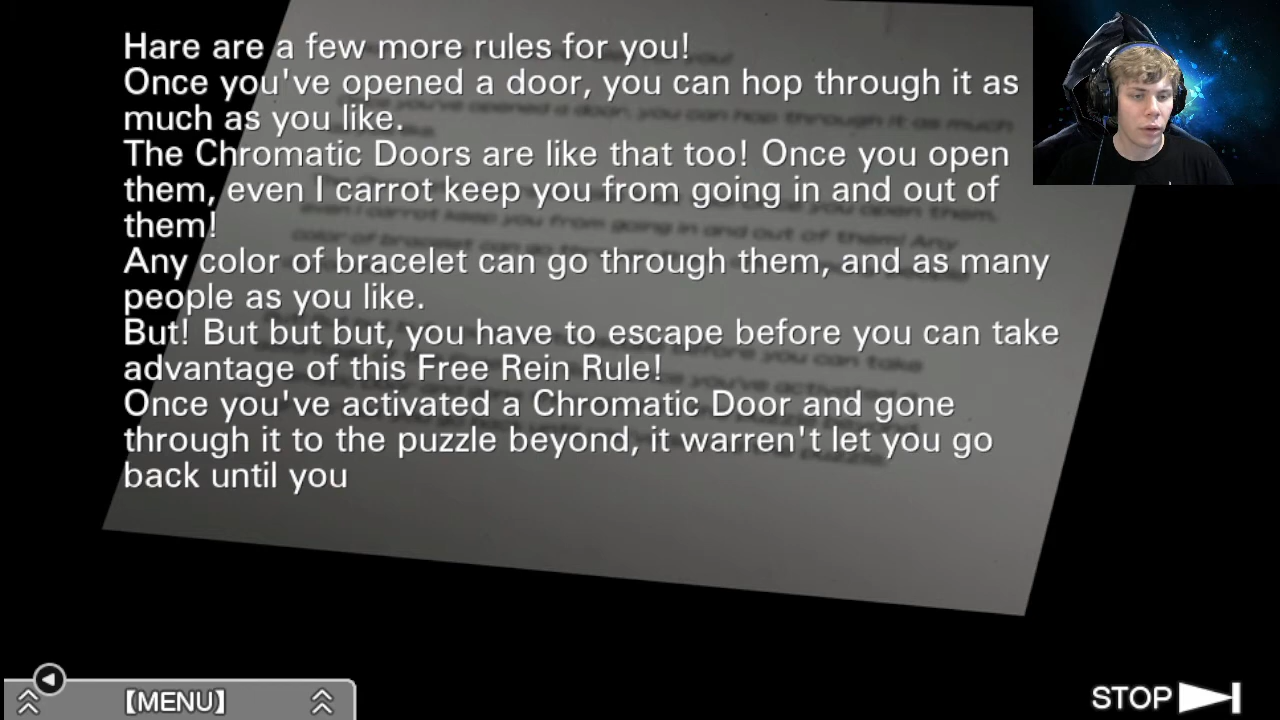 Hare are a few more rules for you!
Once you've opened a door, you can hop through it as
much as you like.
The Chromatic Doors are like that too! Once you open
them, even I carrot keep you from going in and out of
them!
Any color of bracelet can go through them, and as many
people as you like.
But! But but but, you have to escape before you can take
advantage of this Free Rein Rule!
Once you've activated a Chromatic Door and gone
through it to the puzzle beyond, it warren't let you go
back until you
【MENU】
STOP